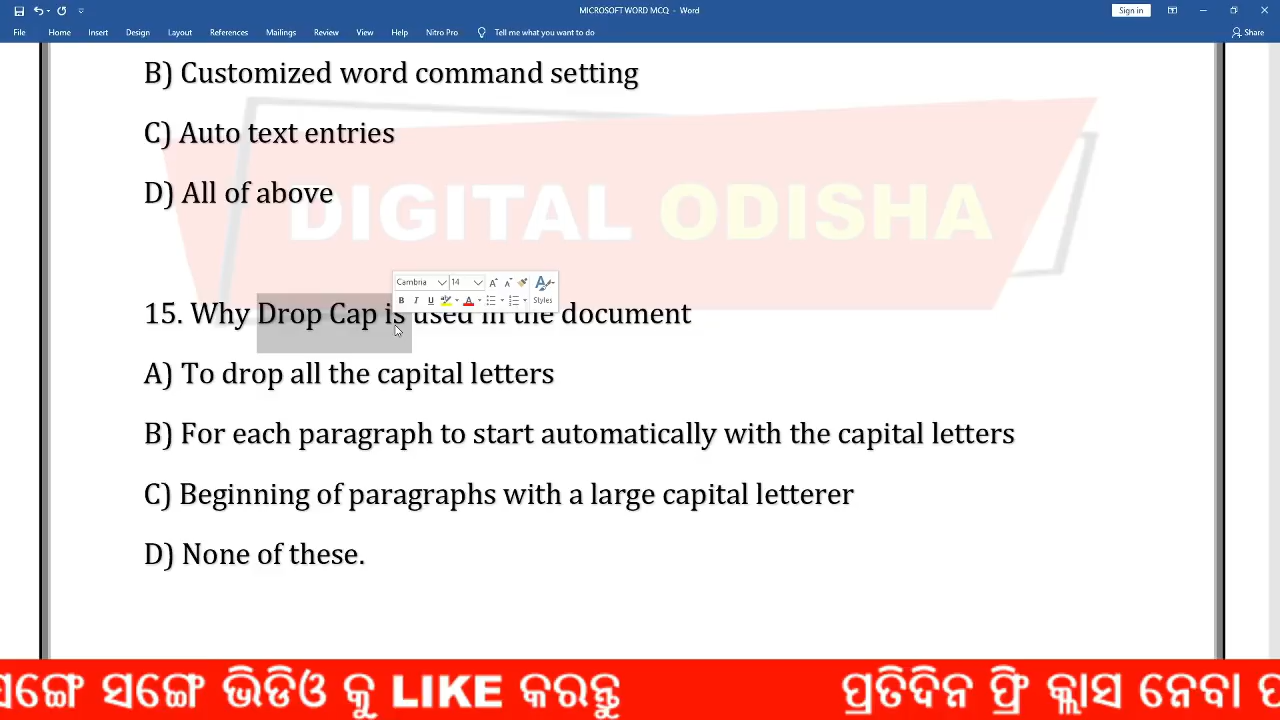 MICROSOFT WORD MCQ - Word
Sign in
File Home Insert Design Layout References Mailings Review View Help Nitro Pro Tell me what you want to do Share
B) Customized word command setting
C) Auto text entries
D) All of above
DIGITAL ODISHA
Cambria 14
Styles
15. Why Drop Cap is used in the document
A) To drop all the capital letters
B) For each paragraph to start automatically with the capital letters
C) Beginning of paragraphs with a large capital letterer
D) None of these.
ସଙ୍ଗେ ସଙ୍ଗେ ଭିଡିଓ କୁ LIKE କରନ୍ତୁ ପ୍ରତିଦିନ ଫ୍ରି କ୍ଲାସ ନେବା